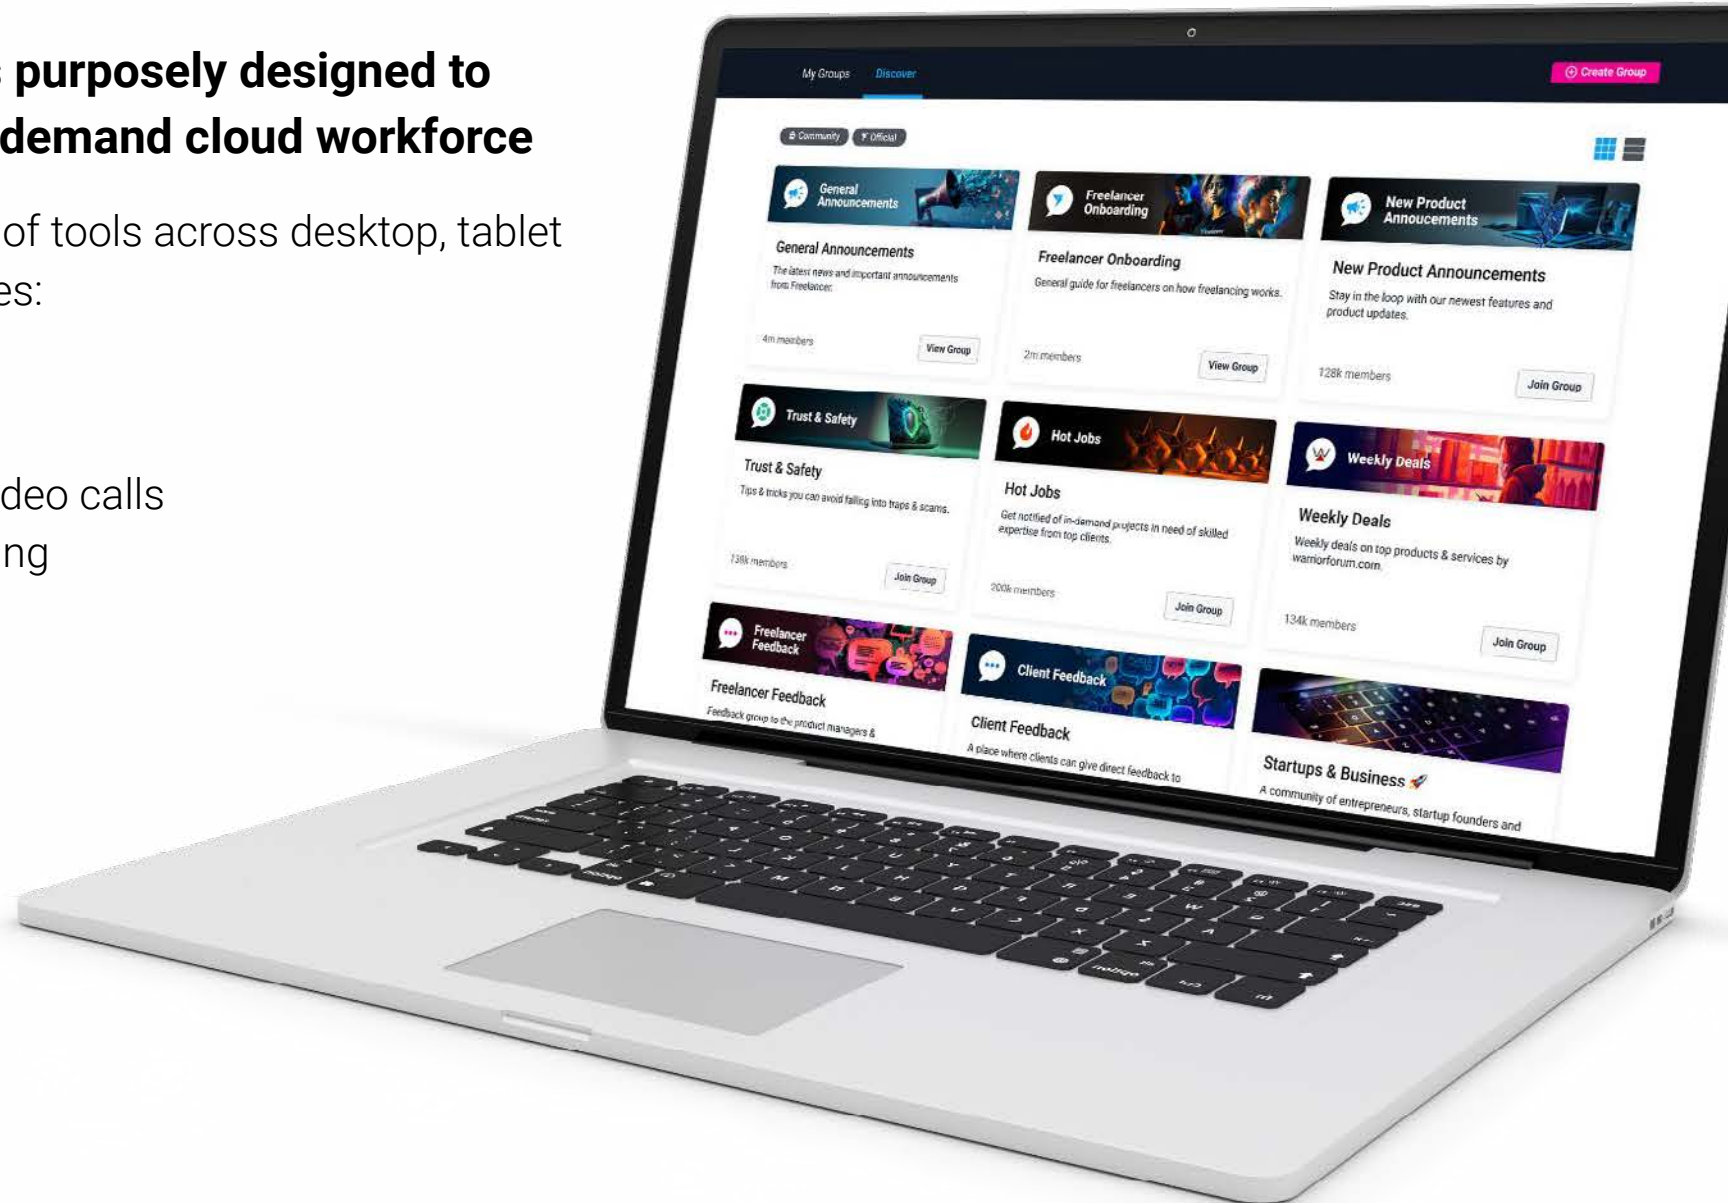 s purposely designed to
demand cloud workforce
of tools across desktop, tablet
es:
deo calls
ng
My Groups Discover
Create Group
Community Official
General
Announcements
General Announcements
The latest news and important announcements
from Freelancer.
4m members
View Group
Freelancer
Onboarding
Freelancer Onboarding
General guide for freelancers on how freelancing works.
2m members
View Group
New Product
Annoucements
New Product Announcements
Stay in the loop with our newest features and
product updates.
128k members
Join Group
Trust & Safety
Trust & Safety
Tips & tricks you can avoid falling into traps & scams.
138k members
Join Group
Hot Jobs
Hot Jobs
Get notified of in-demand projects in need of skilled
expertise from top clients.
200k members
Join Group
Weekly Deals
Weekly Deals
Weekly deals on top products & services by
warriorforum.com.
134k members
Join Group
Freelancer
Feedback
Freelancer Feedback
Feedback group to the product managers &
Client Feedback
Client Feedback
A place where clients can give direct feedback to
Startups & Business 🚀
A community of entrepreneurs, startup founders and